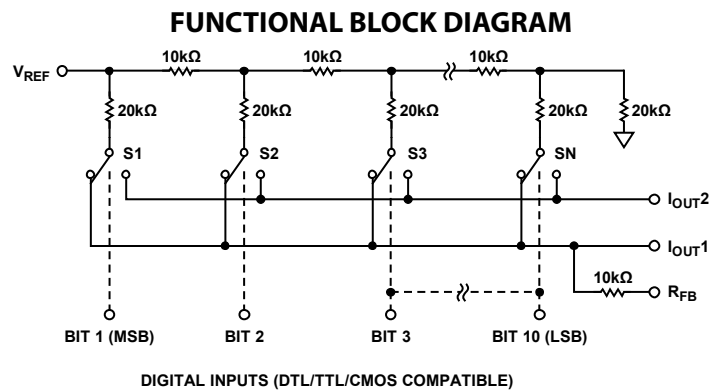 FUNCTIONAL BLOCK DIAGRAM
10kΩ 10kΩ 10kΩ
VREF
20kΩ 20kΩ 20kΩ 20kΩ 20kΩ
S1 S2 S3 SN
IOUT2
IOUT1
10kΩ
RFB
BIT 1 (MSB) BIT 2 BIT 3 BIT 10 (LSB)
DIGITAL INPUTS (DTL/TTL/CMOS COMPATIBLE)